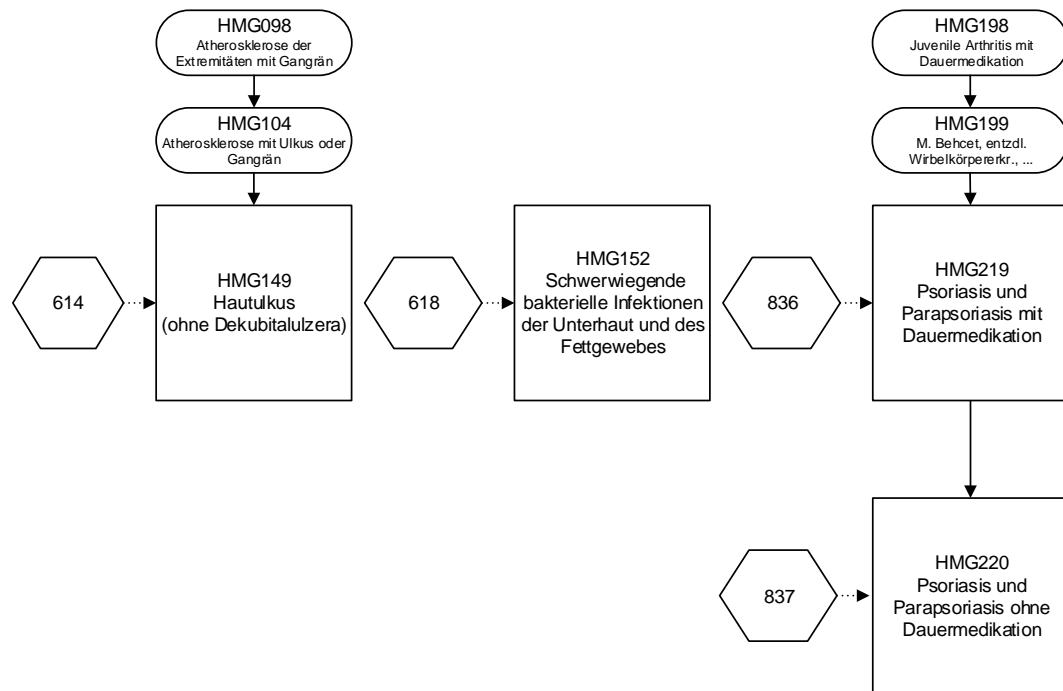 HMG098
Atherosklerose der
Extremitäten mit Gangrän
HMG104
Atherosklerose mit Ulkus oder
Gangrän
614
HMG149
Hautulkus
(ohne Dekubitalulzera)
618
HMG152
Schwerwiegende
bakterielle Infektionen
der Unterhaut und des
Fettgewebes
HMG198
Juvenile Arthritis mit
Dauermedikation
HMG199
M. Behcet, entzdl.
Wirbelkörpererkr., ...
836
HMG219
Psoriasis und
Parapsoriasis mit
Dauermedikation
837
HMG220
Psoriasis und
Parapsoriasis ohne
Dauermedikation